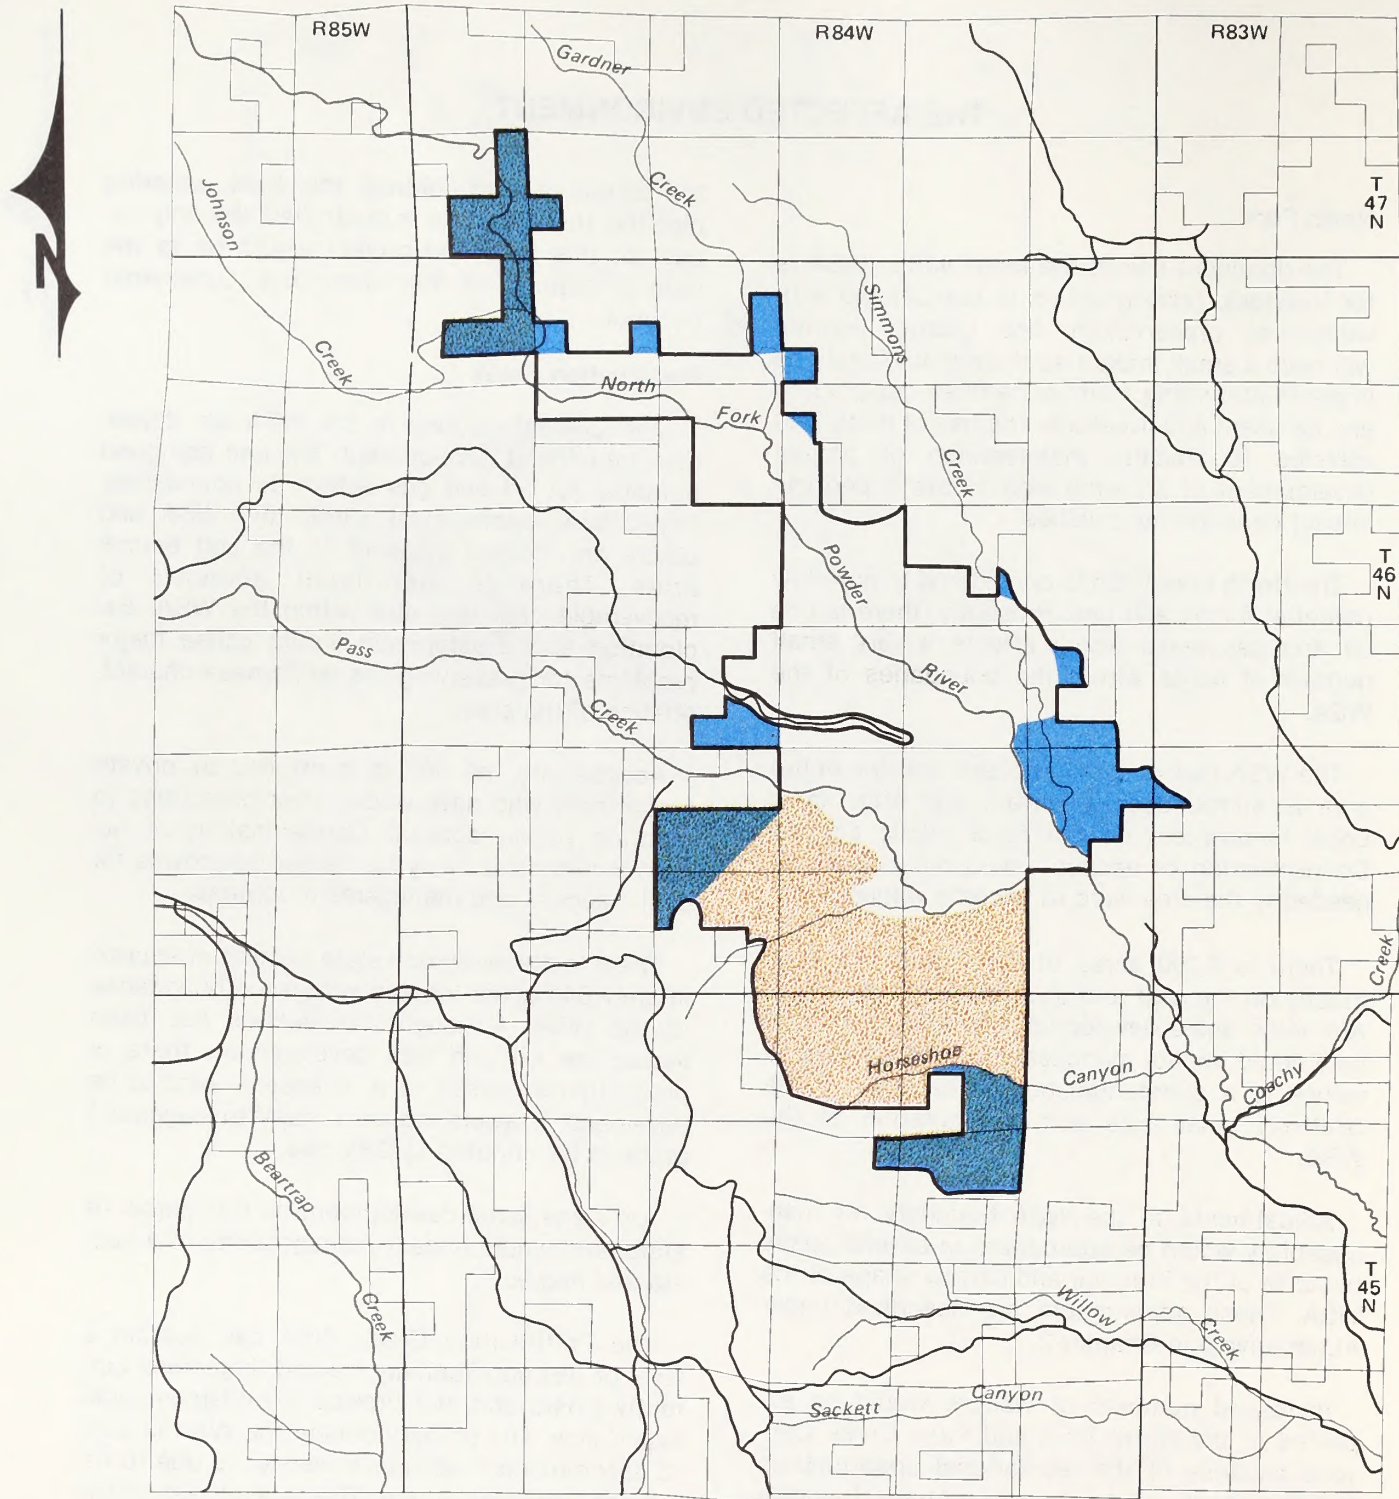 R85W
R84W
R83W
Gardner
Creek
T
47
N
N
Johnson
Creek
Simmons
Creek
North
Fork
Powder
River
T
46
N
Pass
Creek
Creek
Coachy
Horseshoe
Canyon
Beartrap
Creek
T
45
N
Willow
Creek
Canyon
Sackett